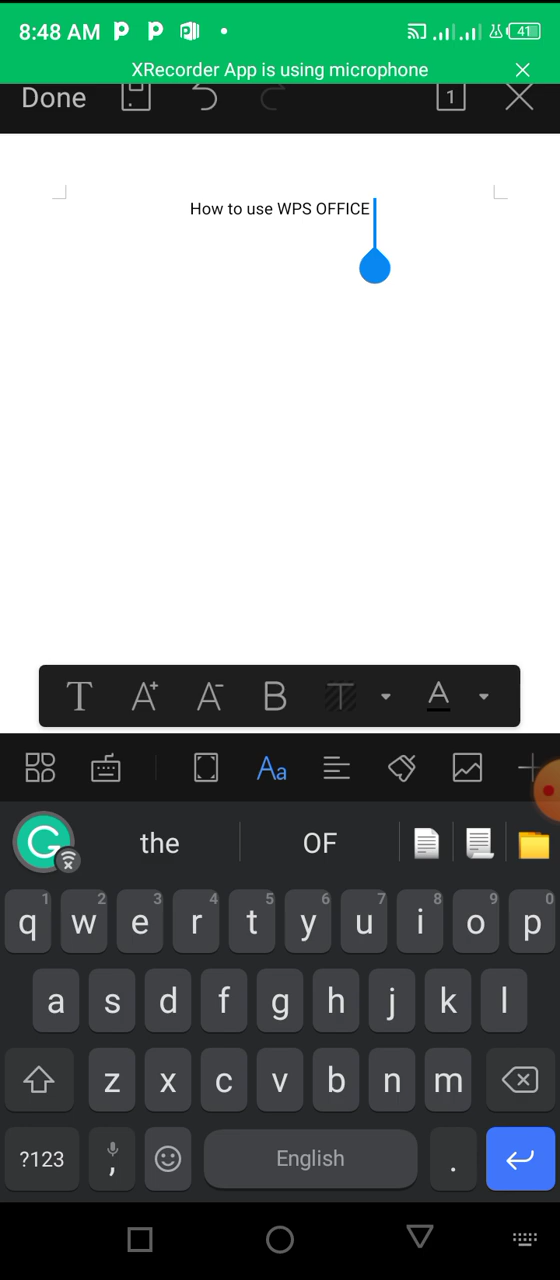 8:48 AM
41
XRecorder App is using microphone
Done
1
How to use WPS OFFICE
T A+ A- B T A
Aa
the OF
1 2 3 4 5 6 7 8 9 0
q w e r t y u i o p
a s d f g h j k l
z x c v b n m
?123 , English .